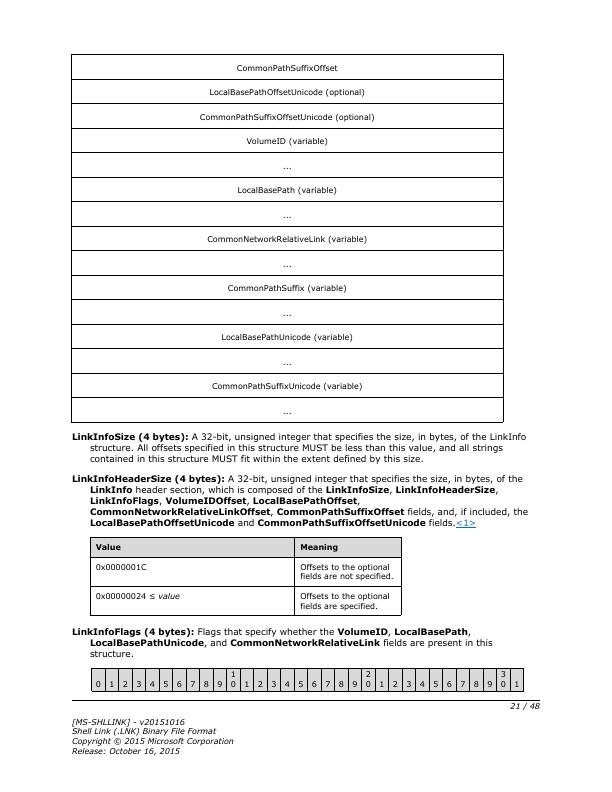 CommonPathSuffixOffset
LocalBasePathOffsetUnicode (optional)
CommonPathSuffixOffsetUnicode (optional)
VolumeID (variable)
...
LocalBasePath (variable)
...
CommonNetworkRelativeLink (variable)
...
CommonPathSuffix (variable)
...
LocalBasePathUnicode (variable)
...
CommonPathSuffixUnicode (variable)
...
LinkInfoSize (4 bytes): A 32-bit, unsigned integer that specifies the size, in bytes, of the LinkInfo
structure. All offsets specified in this structure MUST be less than this value, and all strings
contained in this structure MUST fit within the extent defined by this size.
LinkInfoHeaderSize (4 bytes): A 32-bit, unsigned integer that specifies the size, in bytes, of the
LinkInfo header section, which is composed of the LinkInfoSize, LinkInfoHeaderSize,
LinkInfoFlags, VolumeIDOffset, LocalBasePathOffset,
CommonNetworkRelativeLinkOffset, CommonPathSuffixOffset fields, and, if included, the
LocalBasePathOffsetUnicode and CommonPathSuffixOffsetUnicode fields.<1>
Value Meaning
0x0000001C Offsets to the optional
fields are not specified.
0x00000024 ≤ value Offsets to the optional
fields are specified.
LinkInfoFlags (4 bytes): Flags that specify whether the VolumeID, LocalBasePath,
LocalBasePathUnicode, and CommonNetworkRelativeLink fields are present in this
structure.
1 2 3
0 1 2 3 4 5 6 7 8 9 0 1 2 3 4 5 6 7 8 9 0 1 2 3 4 5 6 7 8 9 0 1
21 / 48
[MS-SHLLINK] - v20151016
Shell Link (.LNK) Binary File Format
Copyright © 2015 Microsoft Corporation
Release: October 16, 2015